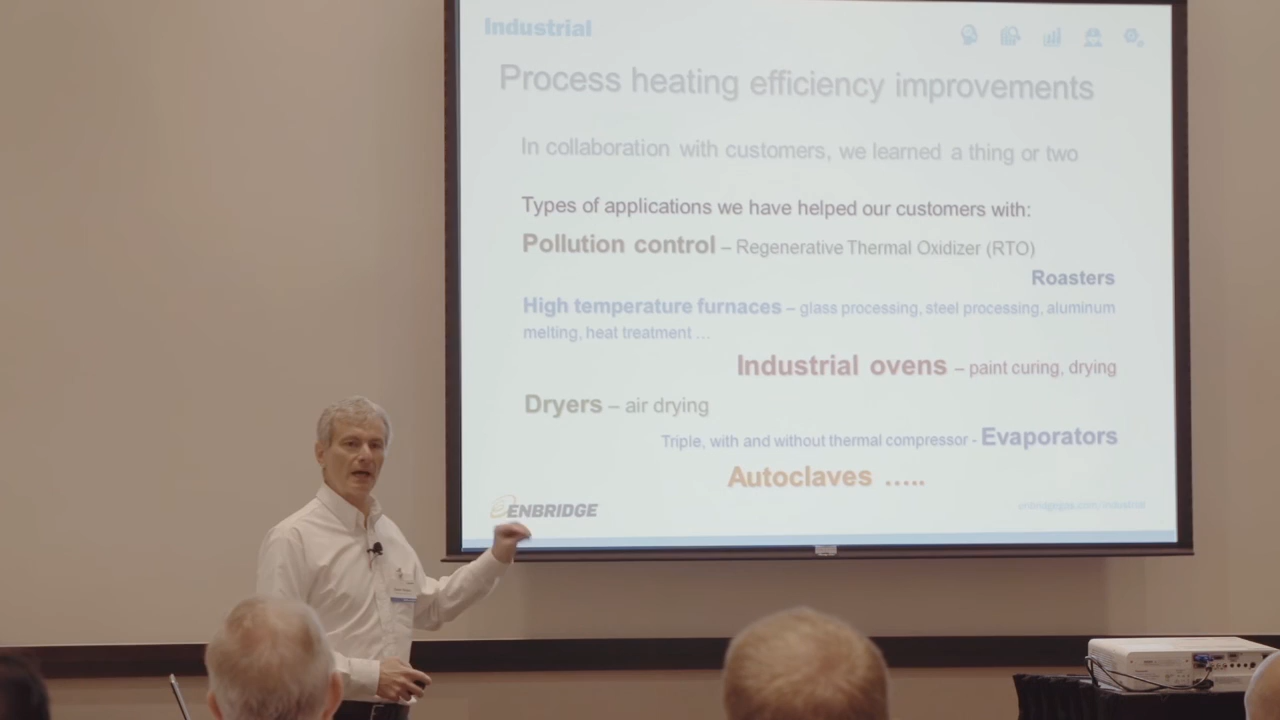 Industrial
Process heating efficiency improvements
In collaboration with customers, we learned a thing or two
Types of applications we have helped our customers with:
Pollution control – Regenerative Thermal Oxidizer (RTO)
Roasters
High temperature furnaces – glass processing, steel processing, aluminum
melting, heat treatment …
Industrial ovens – paint curing, drying
Dryers – air drying
Triple, with and without thermal compressor - Evaporators
Autoclaves …..
ENBRIDGE